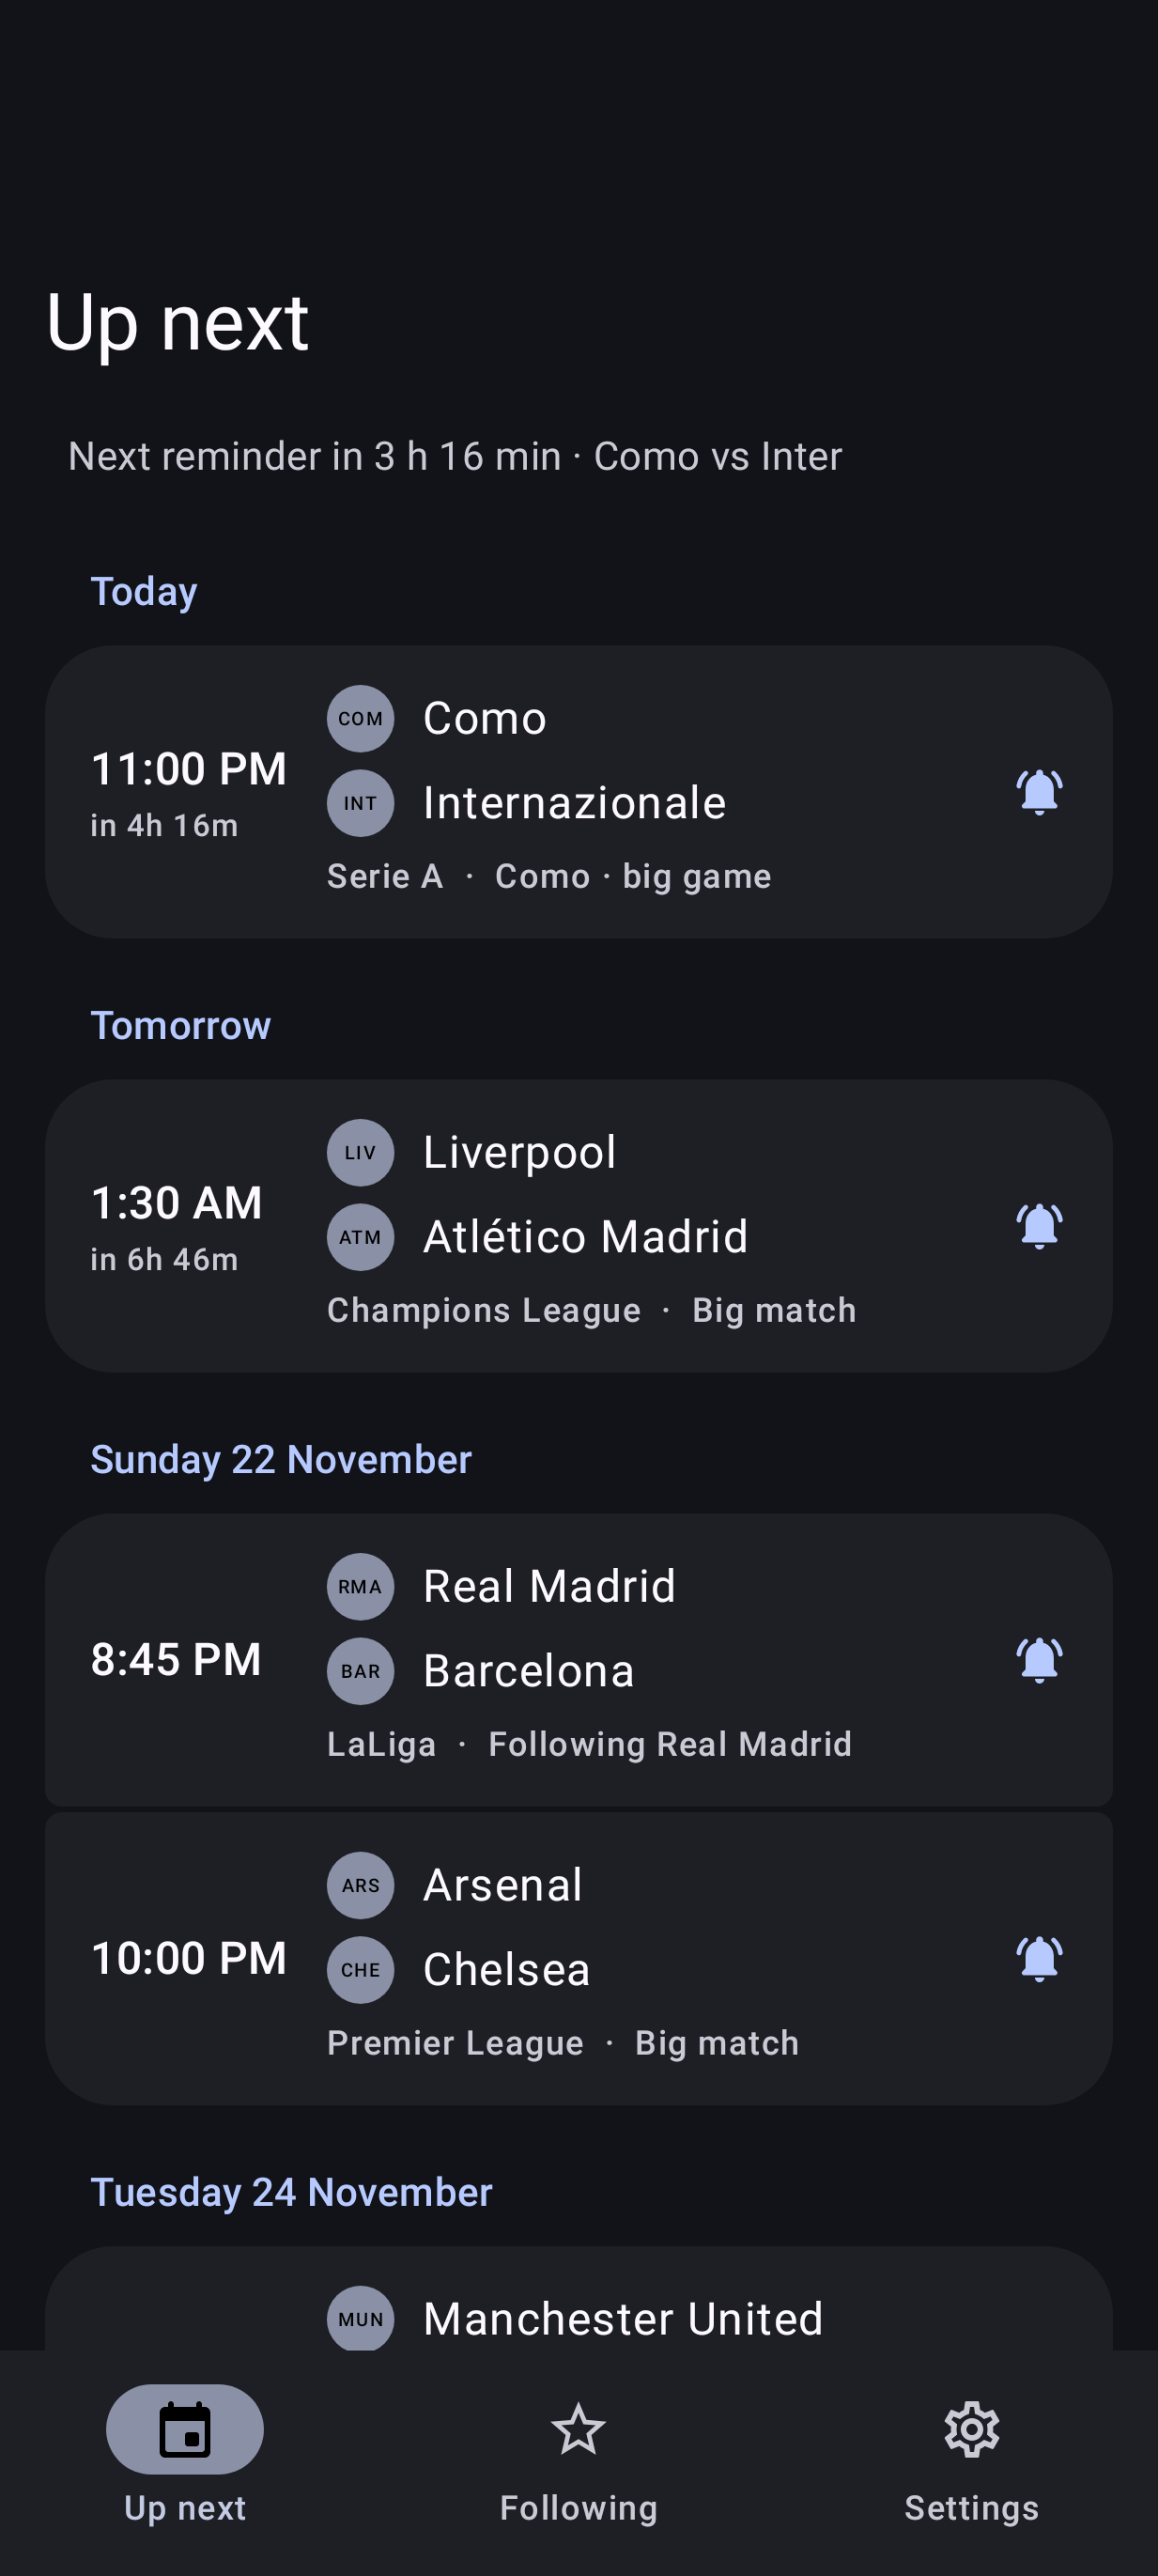 Up next
Next reminder in 3 h 16 min · Como vs Inter
Today
COM Como
11:00 PM
in 4h 16m
INT Internazionale
Serie A · Como · big game
Tomorrow
LIV Liverpool
1:30 AM
in 6h 46m
ATM Atlético Madrid
Champions League · Big match
Sunday 22 November
RMA Real Madrid
8:45 PM
BAR Barcelona
LaLiga · Following Real Madrid
ARS Arsenal
10:00 PM
CHE Chelsea
Premier League · Big match
Tuesday 24 November
MUN Manchester United
Up next
Following
Settings